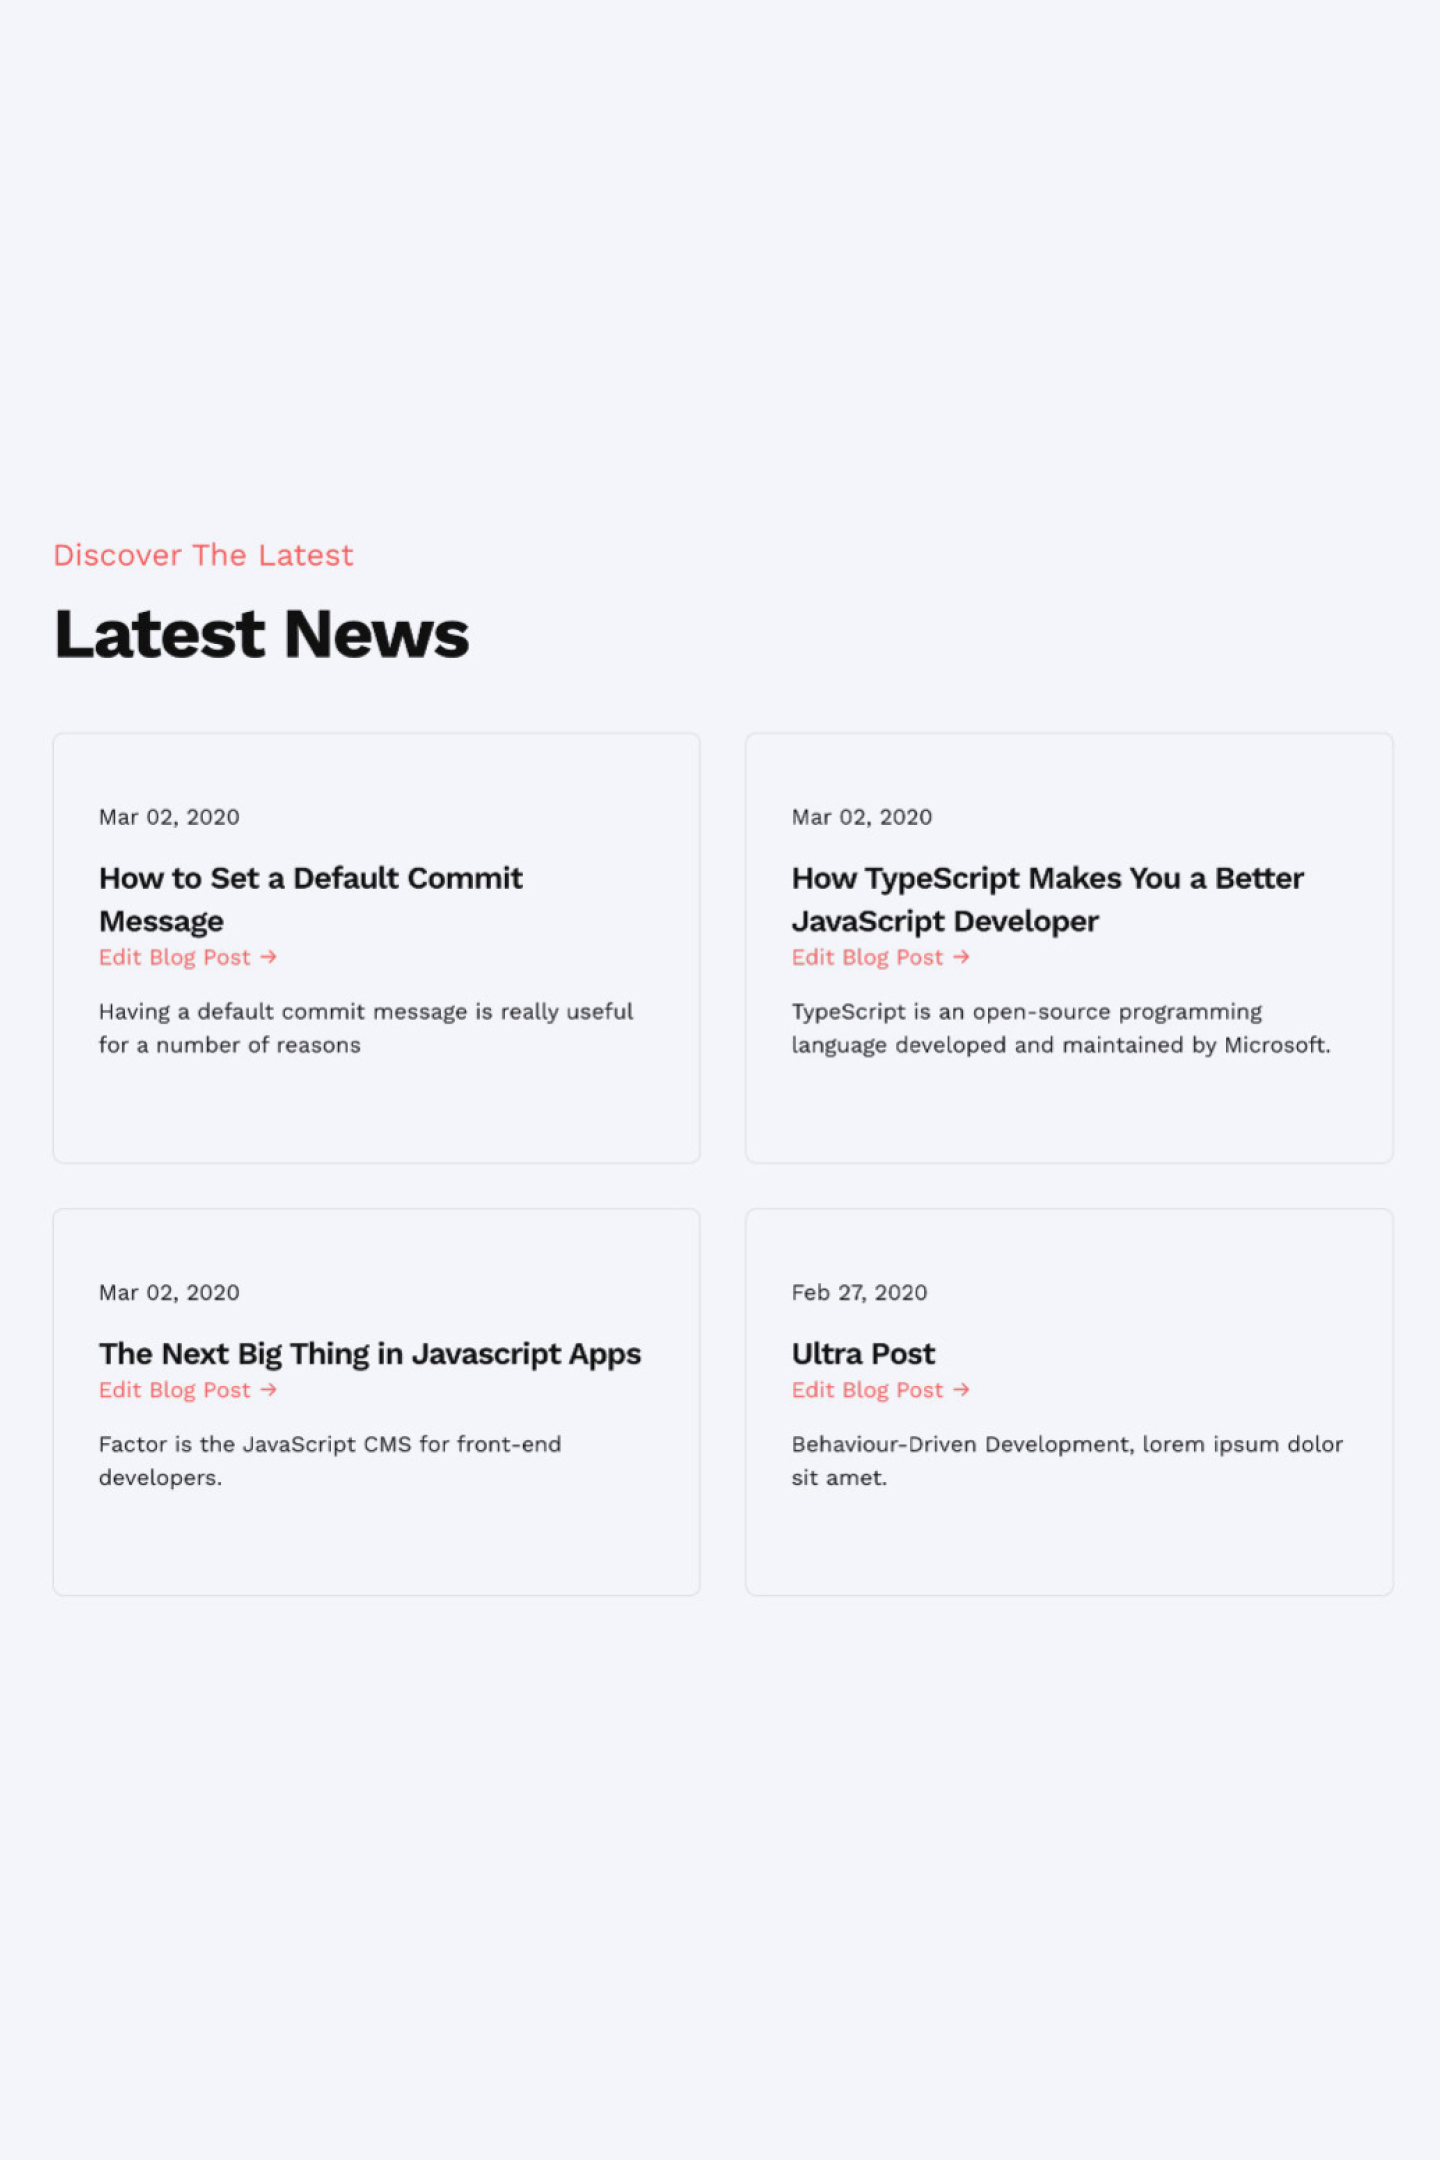 Discover The Latest
Latest News
Mar 02, 2020
How to Set a Default Commit
Message
Edit Blog Post →
Having a default commit message is really useful
for a number of reasons
Mar 02, 2020
How TypeScript Makes You a Better
JavaScript Developer
Edit Blog Post →
TypeScript is an open-source programming
language developed and maintained by Microsoft.
Mar 02, 2020
The Next Big Thing in Javascript Apps
Edit Blog Post →
Factor is the JavaScript CMS for front-end
developers.
Feb 27, 2020
Ultra Post
Edit Blog Post →
Behaviour-Driven Development, lorem ipsum dolor
sit amet.